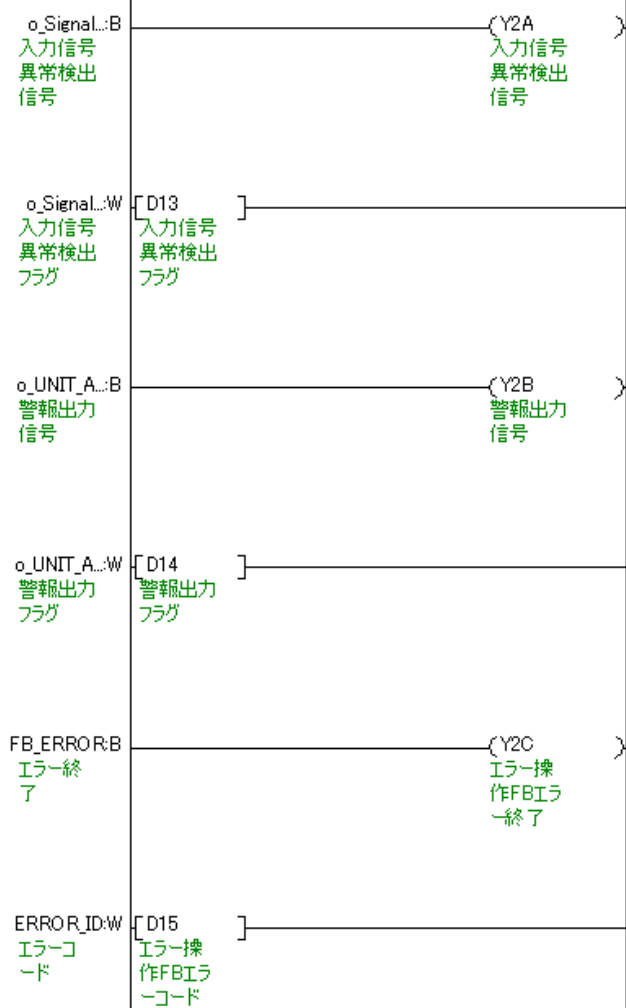 o_Signal...:B
入力信号
異常検出
信号
Y2A
入力信号
異常検出
信号
o_Signal...:W
入力信号
異常検出
フラグ
D13
入力信号
異常検出
フラグ
o_UNIT_A...:B
警報出力
信号
Y2B
警報出力
信号
o_UNIT_A...:W
警報出力
フラグ
D14
警報出力
フラグ
FB_ERROR:B
エラー終
了
Y2C
エラー操
作FBエラ
ー終了
ERROR_ID:W
エラーコ
ード
D15
エラー操
作FBエラ
ーコード